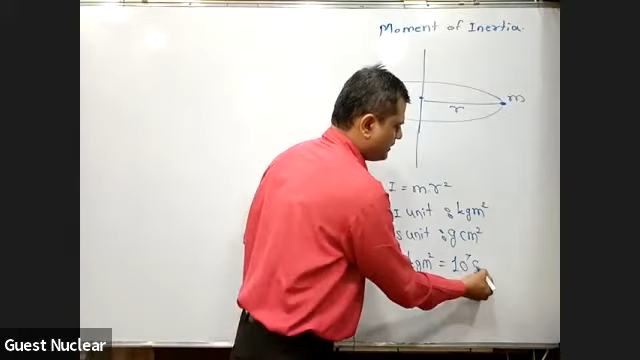 Moment of Inertia.
m
r
I = mr²
I unit : kgm²
s unit : g cm²
kgm² = 10⁷
Guest Nuclear